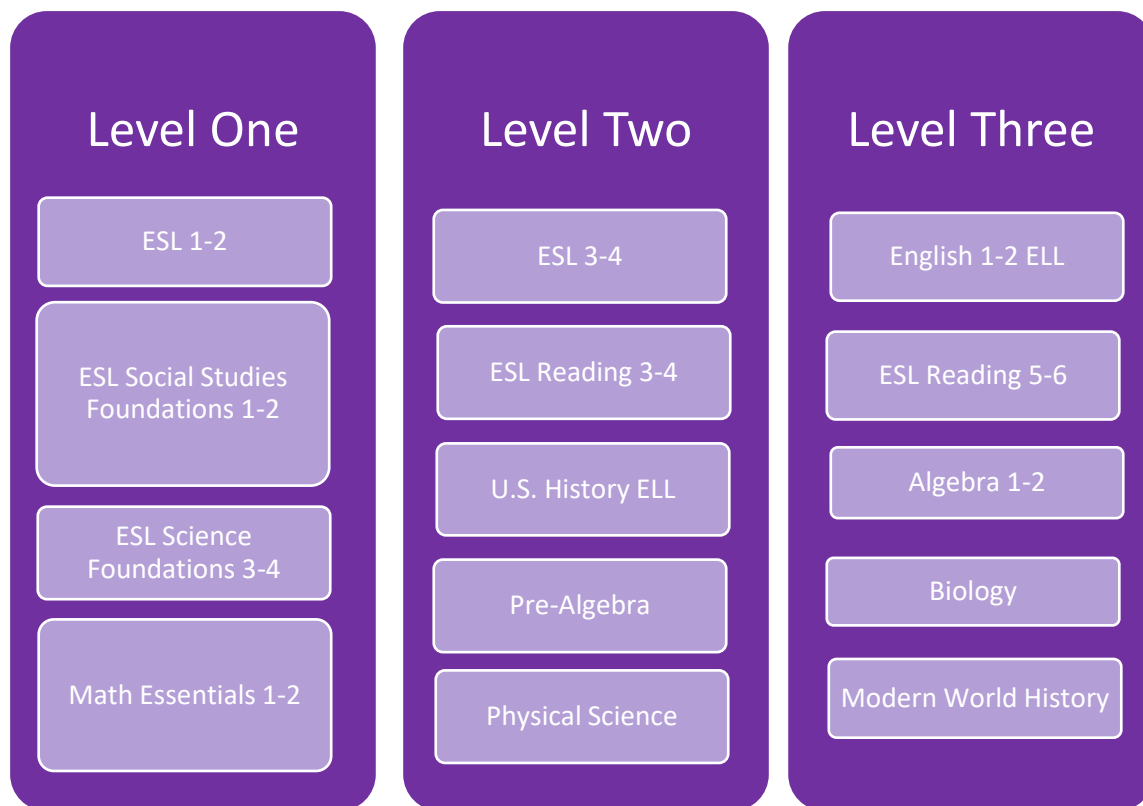 Level One
ESL 1-2
ESL Social Studies
Foundations 1-2
ESL Science
Foundations 3-4
Math Essentials 1-2
Level Two
ESL 3-4
ESL Reading 3-4
U.S. History ELL
Pre-Algebra
Physical Science
Level Three
English 1-2 ELL
ESL Reading 5-6
Algebra 1-2
Biology
Modern World History